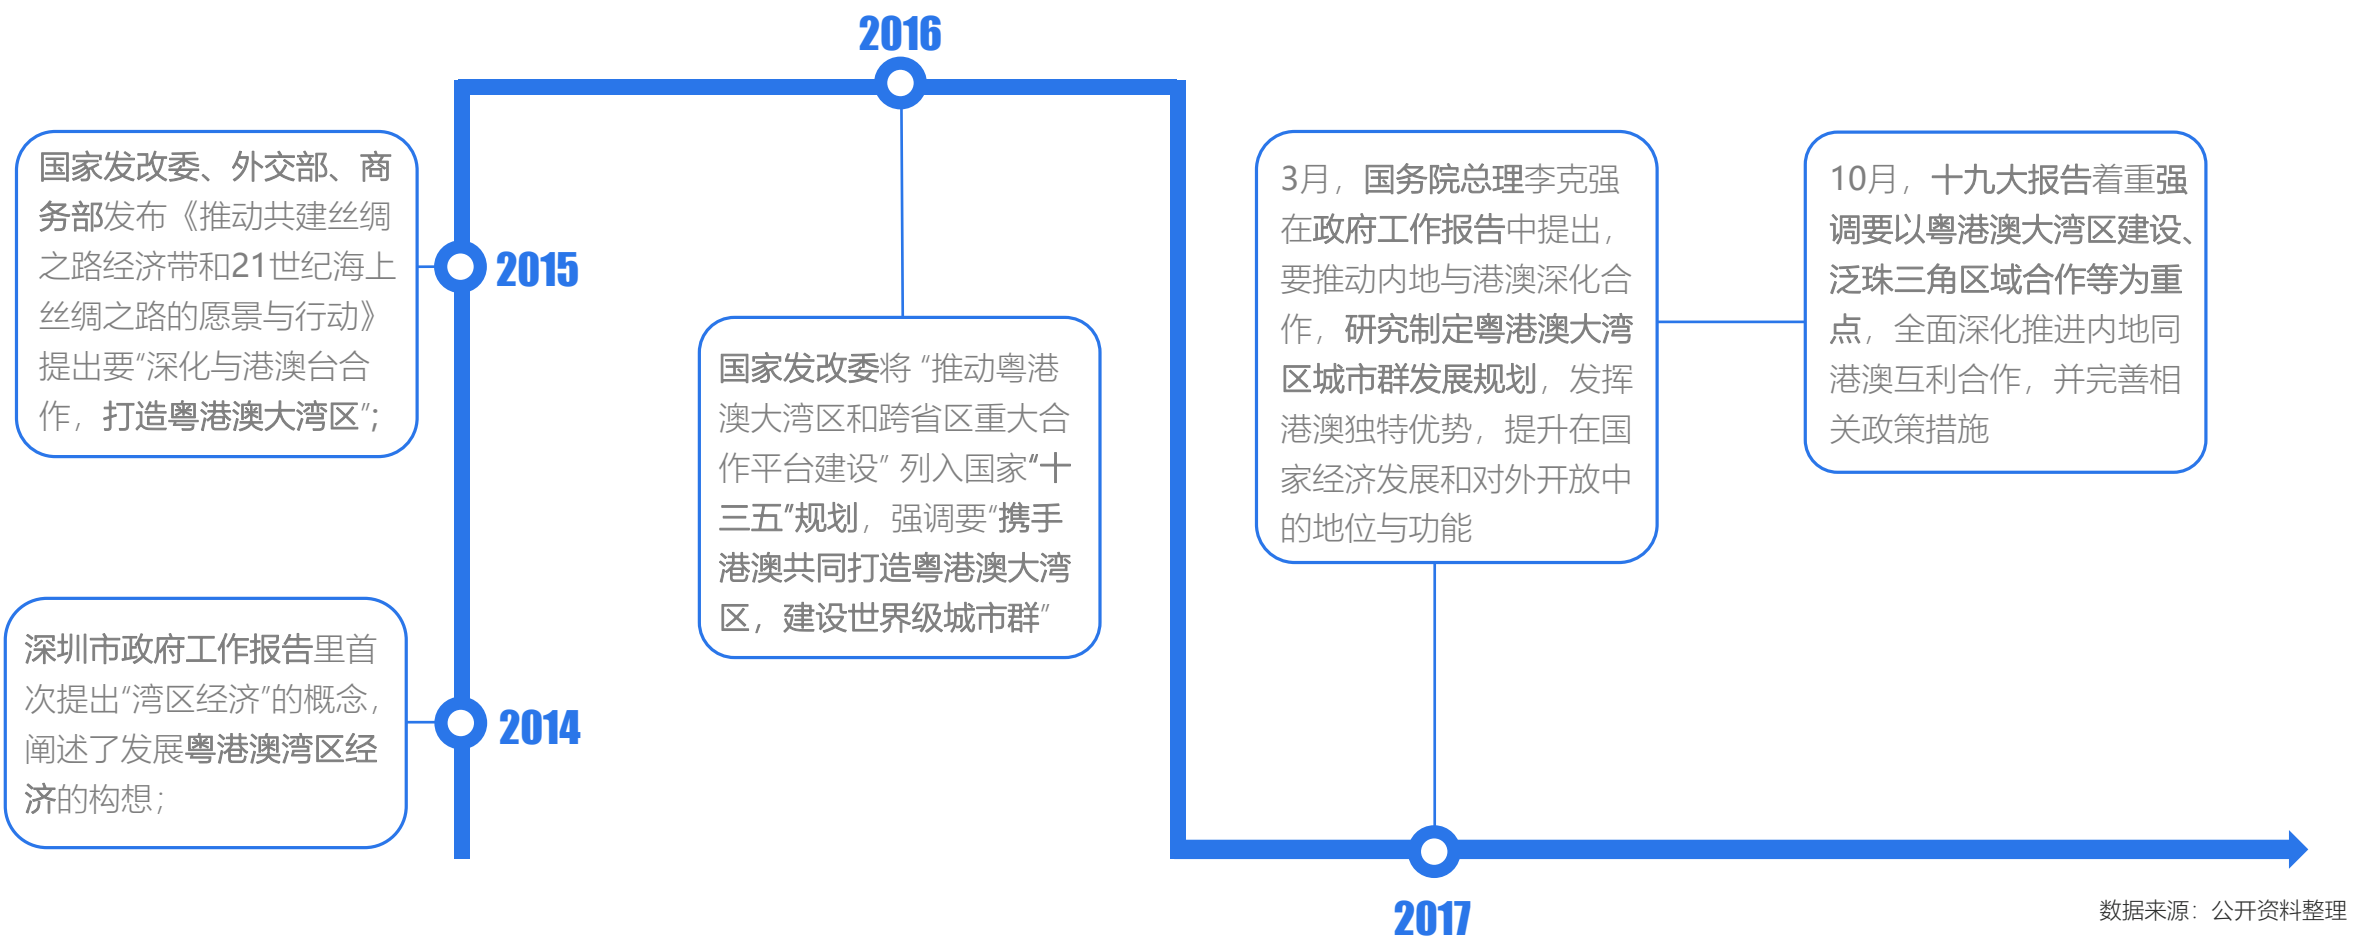 2016
国家发改委、外交部、商
务部发布《推动共建丝绸
之路经济带和21世纪海上
丝绸之路的愿景与行动》
提出要“深化与港澳台合
作，打造粤港澳大湾区”；
2015
深圳市政府工作报告里首
次提出“湾区经济”的概念，
阐述了发展粤港澳湾区经
济的构想；
2014
国家发改委将 “推动粤港
澳大湾区和跨省区重大合
作平台建设” 列入国家“十
三五”规划，强调要“携手
港澳共同打造粤港澳大湾
区，建设世界级城市群”
3月，国务院总理李克强
在政府工作报告中提出，
要推动内地与港澳深化合
作，研究制定粤港澳大湾
区城市群发展规划，发挥
港澳独特优势，提升在国
家经济发展和对外开放中
的地位与功能
10月，十九大报告着重强
调要以粤港澳大湾区建设、
泛珠三角区域合作等为重
点，全面深化推进内地同
港澳互利合作，并完善相
关政策措施
2017
数据来源：公开资料整理